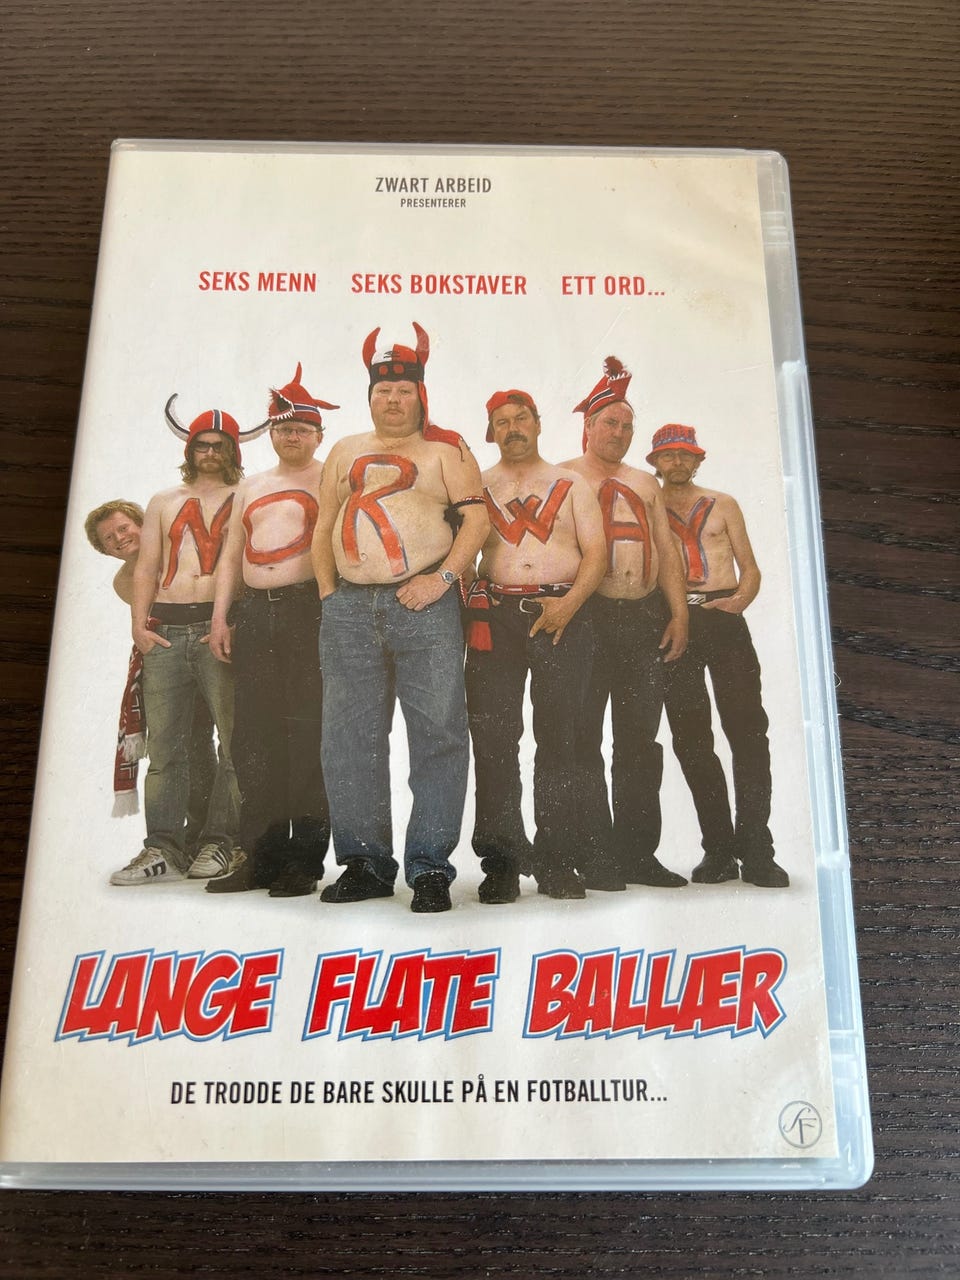 ZWART ARBEID
PRESENTERER
SEKS MENN SEKS BOKSTAVER ETT ORD...
NORWAY
LANGE FLATE BALLÆR
DE TRODDE DE BARE SKULLE PÅ EN FOTBALLTUR...
SF